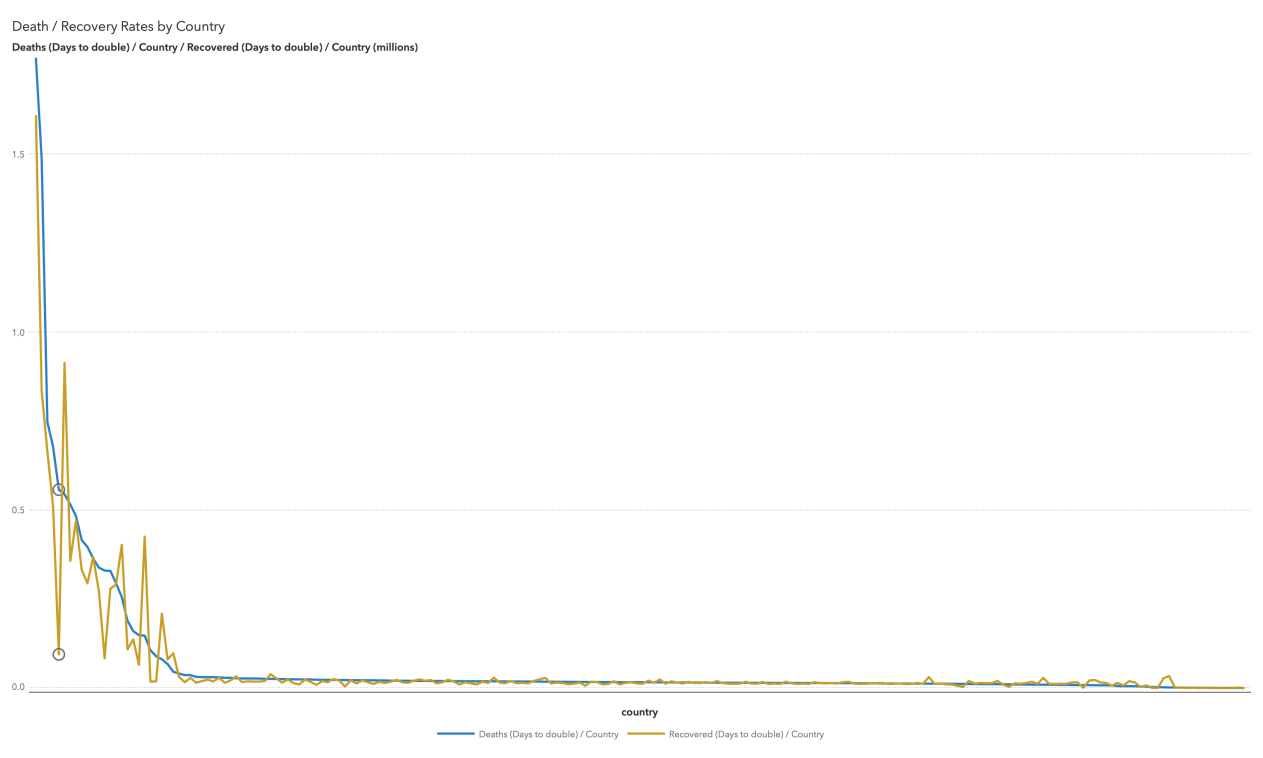 Death / Recovery Rates by Country
Deaths (Days to double) / Country / Recovered (Days to double) / Country (millions)
1.5
1.0
0.5
0.0
country
Deaths (Days to double) / Country
Recovered (Days to double) / Country